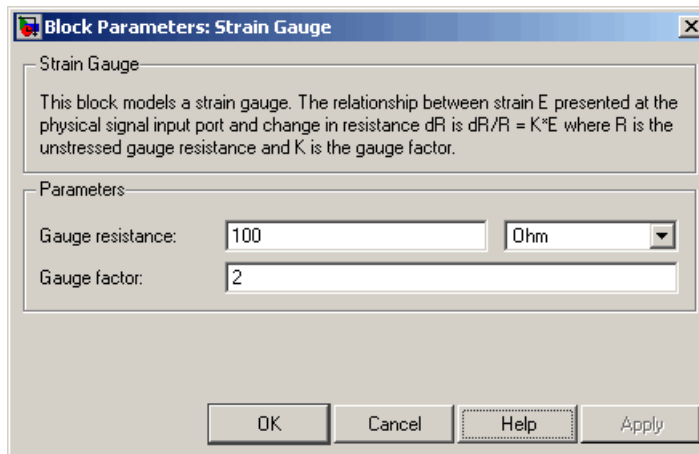 Block Parameters: Strain Gauge
Strain Gauge
This block models a strain gauge. The relationship between strain E presented at the
physical signal input port and change in resistance dR is dR/R = K*E where R is the
unstressed gauge resistance and K is the gauge factor.
Parameters
Gauge resistance: 100 Ohm
Gauge factor: 2
OK Cancel Help Apply